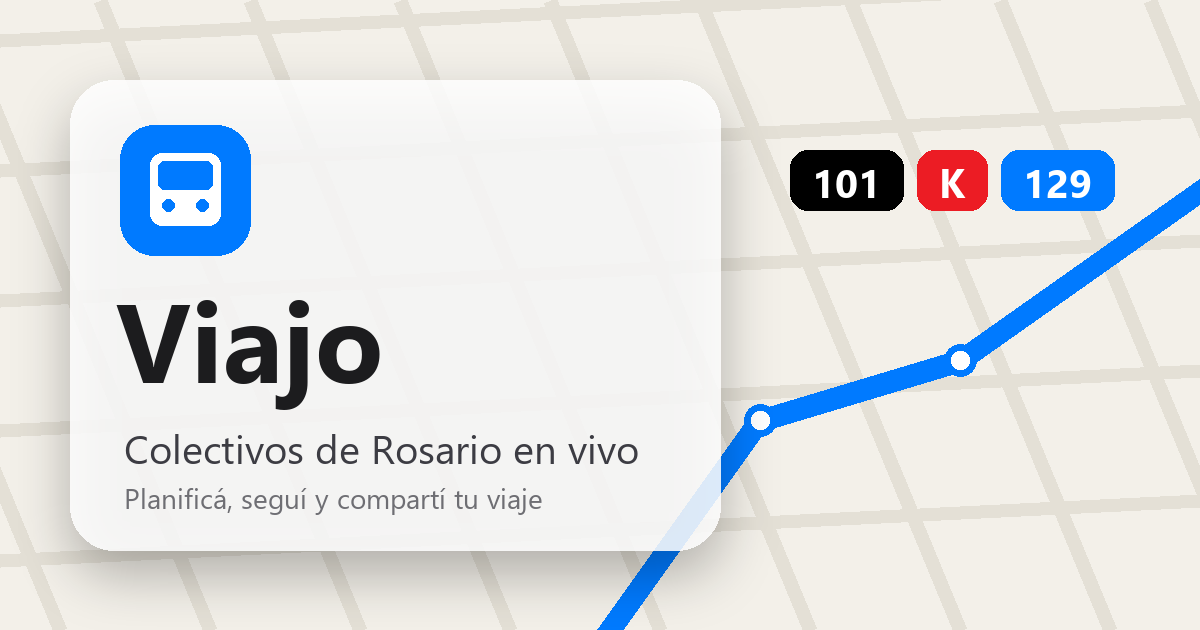 101 K 129
Viajo
Colectivos de Rosario en vivo
Planificá, seguí y compartí tu viaje